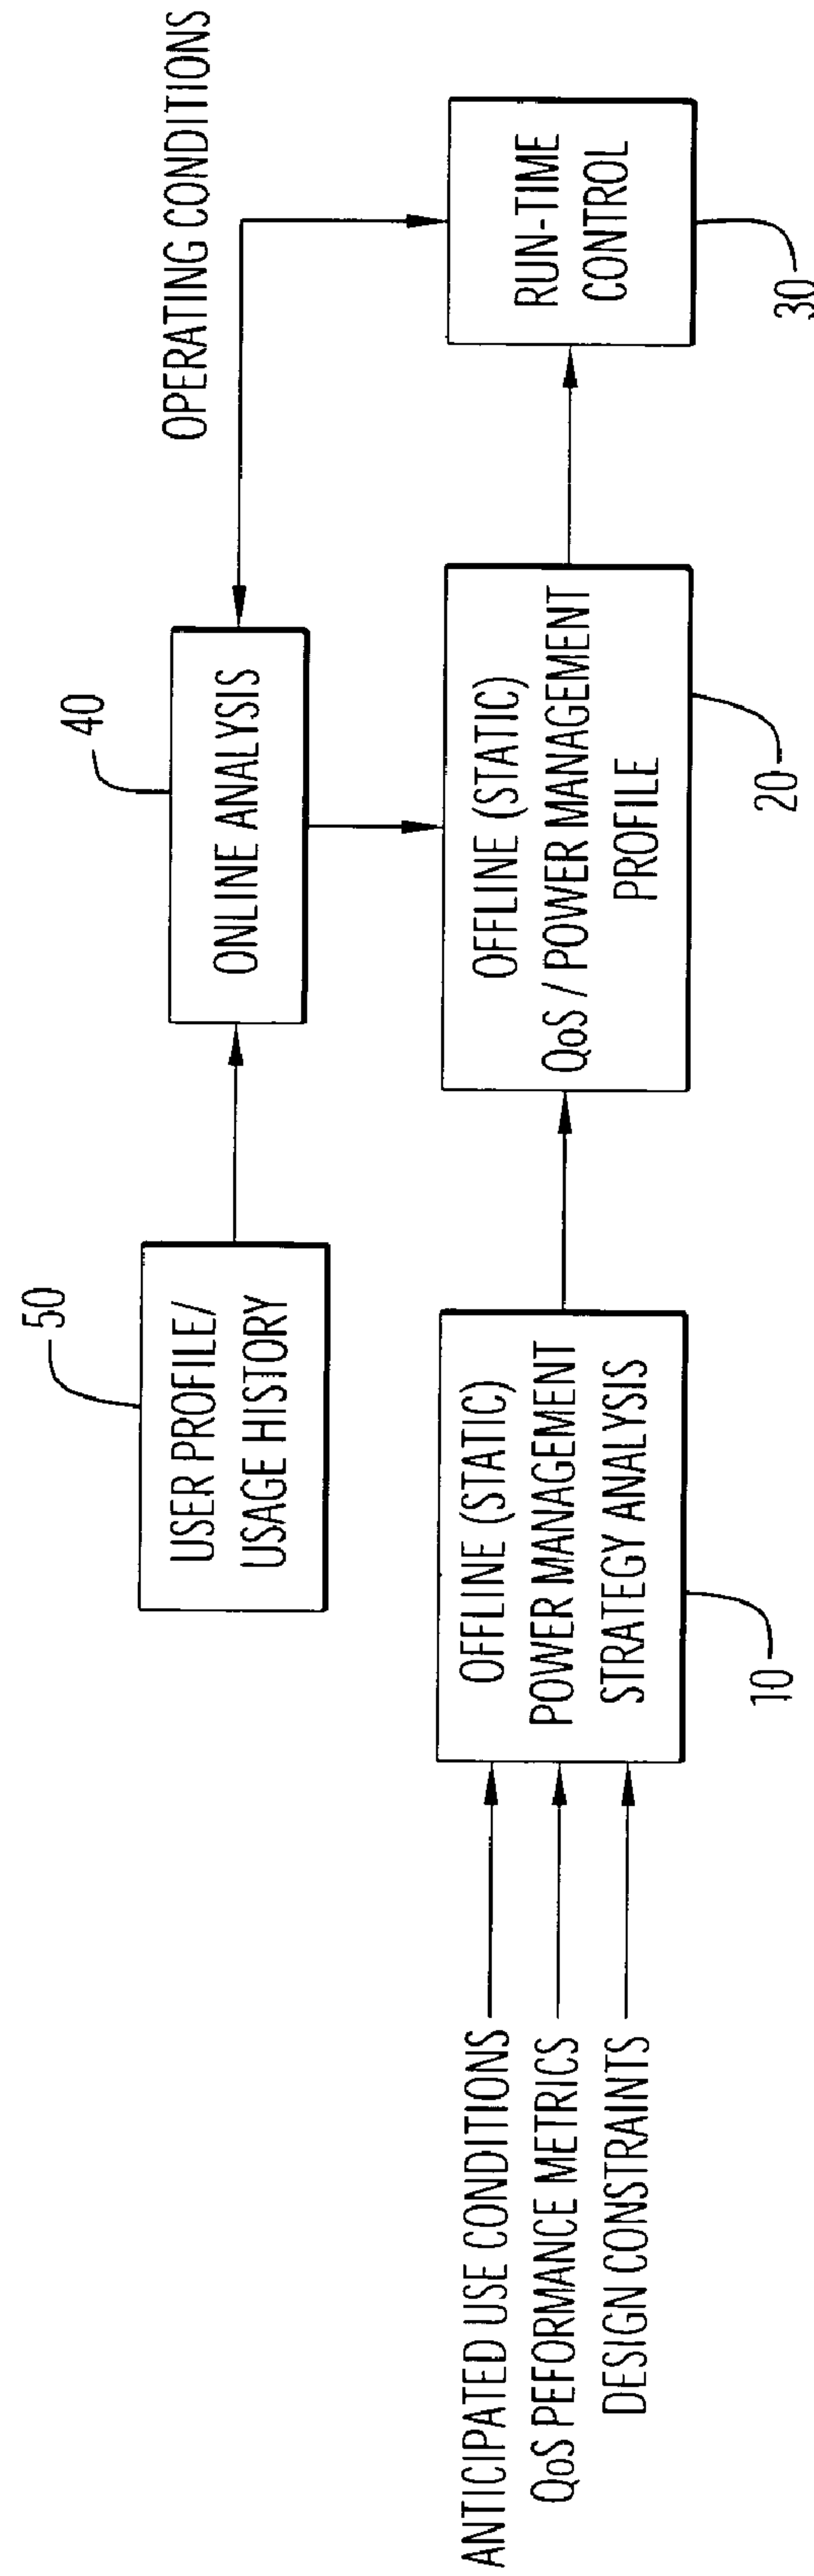 OPERATING CONDITIONS
50
USER PROFILE/
USAGE HISTORY
40
ONLINE ANALYSIS
ANTICIPATED USE CONDITIONS
QoS PEFORMANCE METRICS
DESIGN CONSTRAINTS
OFFLINE (STATIC)
POWER MANAGEMENT
STRATEGY ANALYSIS
10
OFFLINE (STATIC)
QoS / POWER MANAGEMENT
PROFILE
20
RUN-TIME
CONTROL
30